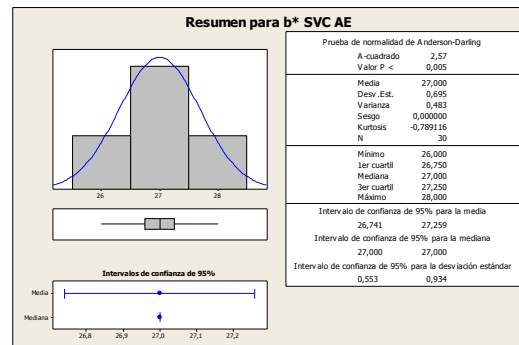 Resumen para b* SVC AE
26 27 28
Intervalos de confianza de 95%
Media
Mediana
26,8 26,9 27,0 27,1 27,2
Prueba de normalidad de Anderson-Darling
A-cuadrado 2,57
Valor P < 0,005
Media 27,000
Desv.Est. 0,695
Varianza 0,483
Sesgo 0,000000
Kurtosis -0,789116
N 30
Mínimo 26,000
1er cuartil 26,750
Mediana 27,000
3er cuartil 27,250
Máximo 28,000
Intervalo de confianza de 95% para la media
26,741 27,259
Intervalo de confianza de 95% para la mediana
27,000 27,000
Intervalo de confianza de 95% para la desviación estándar
0,553 0,934